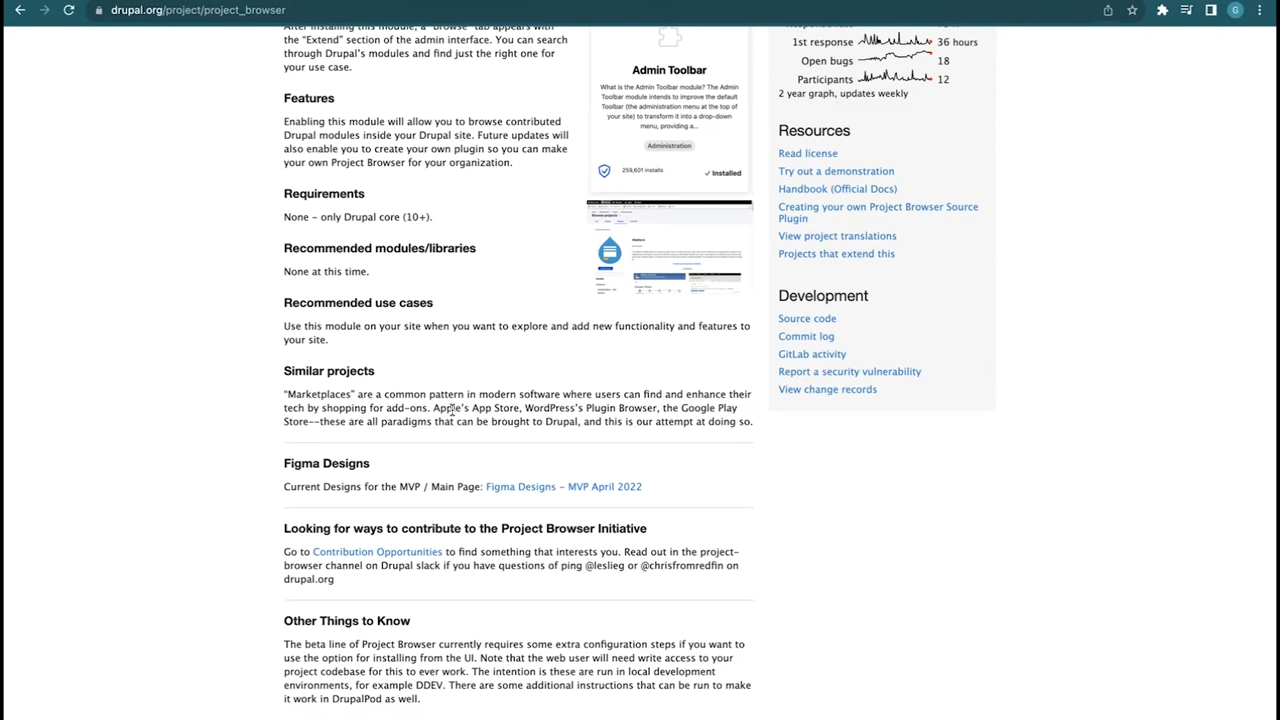 drupal.org/project/project_browser
G
After installing this module, a "Browse" tab appears with
the "Extend" section of the admin interface. You can search
through Drupal's modules and find just the right one for
your use case.
Features
Enabling this module will allow you to browse contributed
Drupal modules inside your Drupal site. Future updates will
also enable you to create your own plugin so you can make
your own Project Browser for your organization.
Requirements
None – only Drupal core (10+).
Recommended modules/libraries
None at this time.
Recommended use cases
Use this module on your site when you want to explore and add new functionality and features to
your site.
Similar projects
"Marketplaces" are a common pattern in modern software where users can find and enhance their
tech by shopping for add-ons. Apple's App Store, WordPress's Plugin Browser, the Google Play
Store--these are all paradigms that can be brought to Drupal, and this is our attempt at doing so.
Figma Designs
Current Designs for the MVP / Main Page: Figma Designs – MVP April 2022
Looking for ways to contribute to the Project Browser Initiative
Go to Contribution Opportunities to find something that interests you. Read out in the project-
browser channel on Drupal slack if you have questions of ping @leslieg or @chrisfromredfin on
drupal.org
Other Things to Know
The beta line of Project Browser currently requires some extra configuration steps if you want to
use the option for installing from the UI. Note that the web user will need write access to your
project codebase for this to ever work. The intention is these are run in local development
environments, for example DDEV. There are some additional instructions that can be run to make
it work in DrupalPod as well.
Admin Toolbar
What is the Admin Toolbar module? The Admin
Toolbar module intends to improve the default
Toolbar (the administration menu at the top of
your site) to transform it into a drop-down
menu, providing a...
Administration
259,601 installs
Installed
1st response 36 hours
Open bugs 18
Participants 12
2 year graph, updates weekly
Resources
Read license
Try out a demonstration
Handbook (Official Docs)
Creating your own Project Browser Source
Plugin
View project translations
Projects that extend this
Development
Source code
Commit log
GitLab activity
Report a security vulnerability
View change records